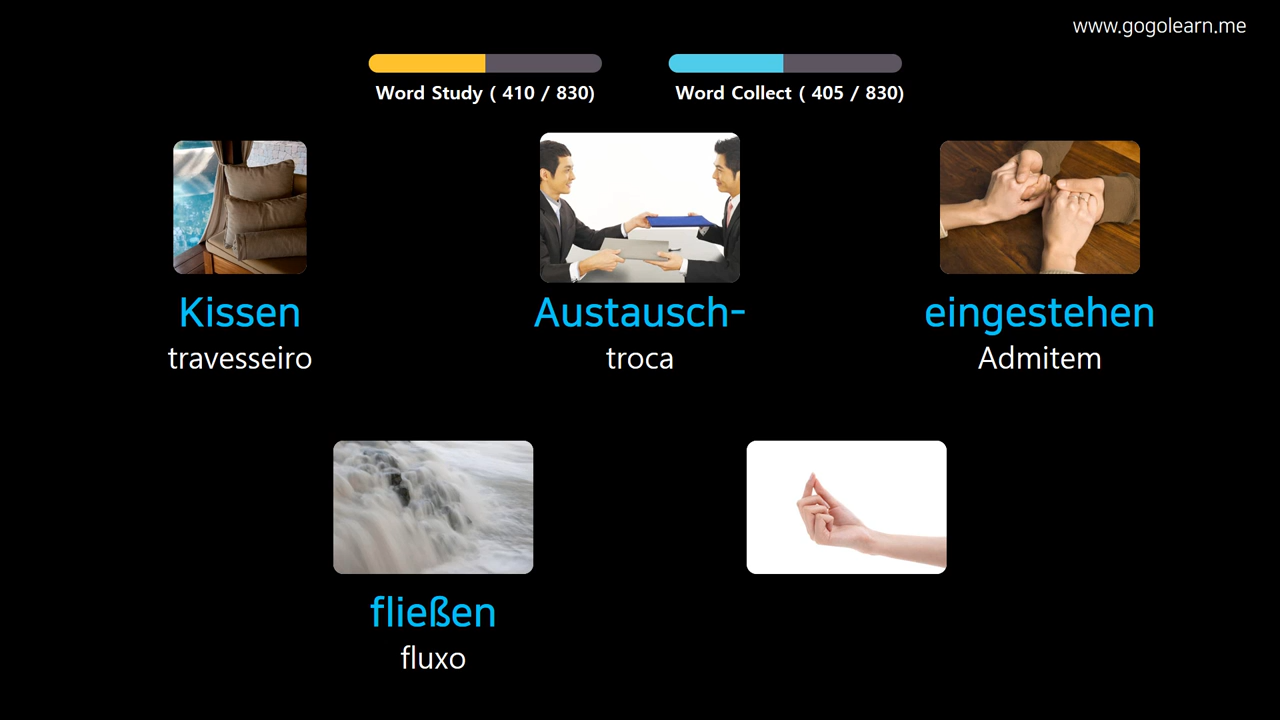 www.gogolearn.me
Word Study ( 410 / 830)
Word Collect ( 405 / 830)
Kissen
travesseiro
Austausch-
troca
eingestehen
Admitem
fließen
fluxo